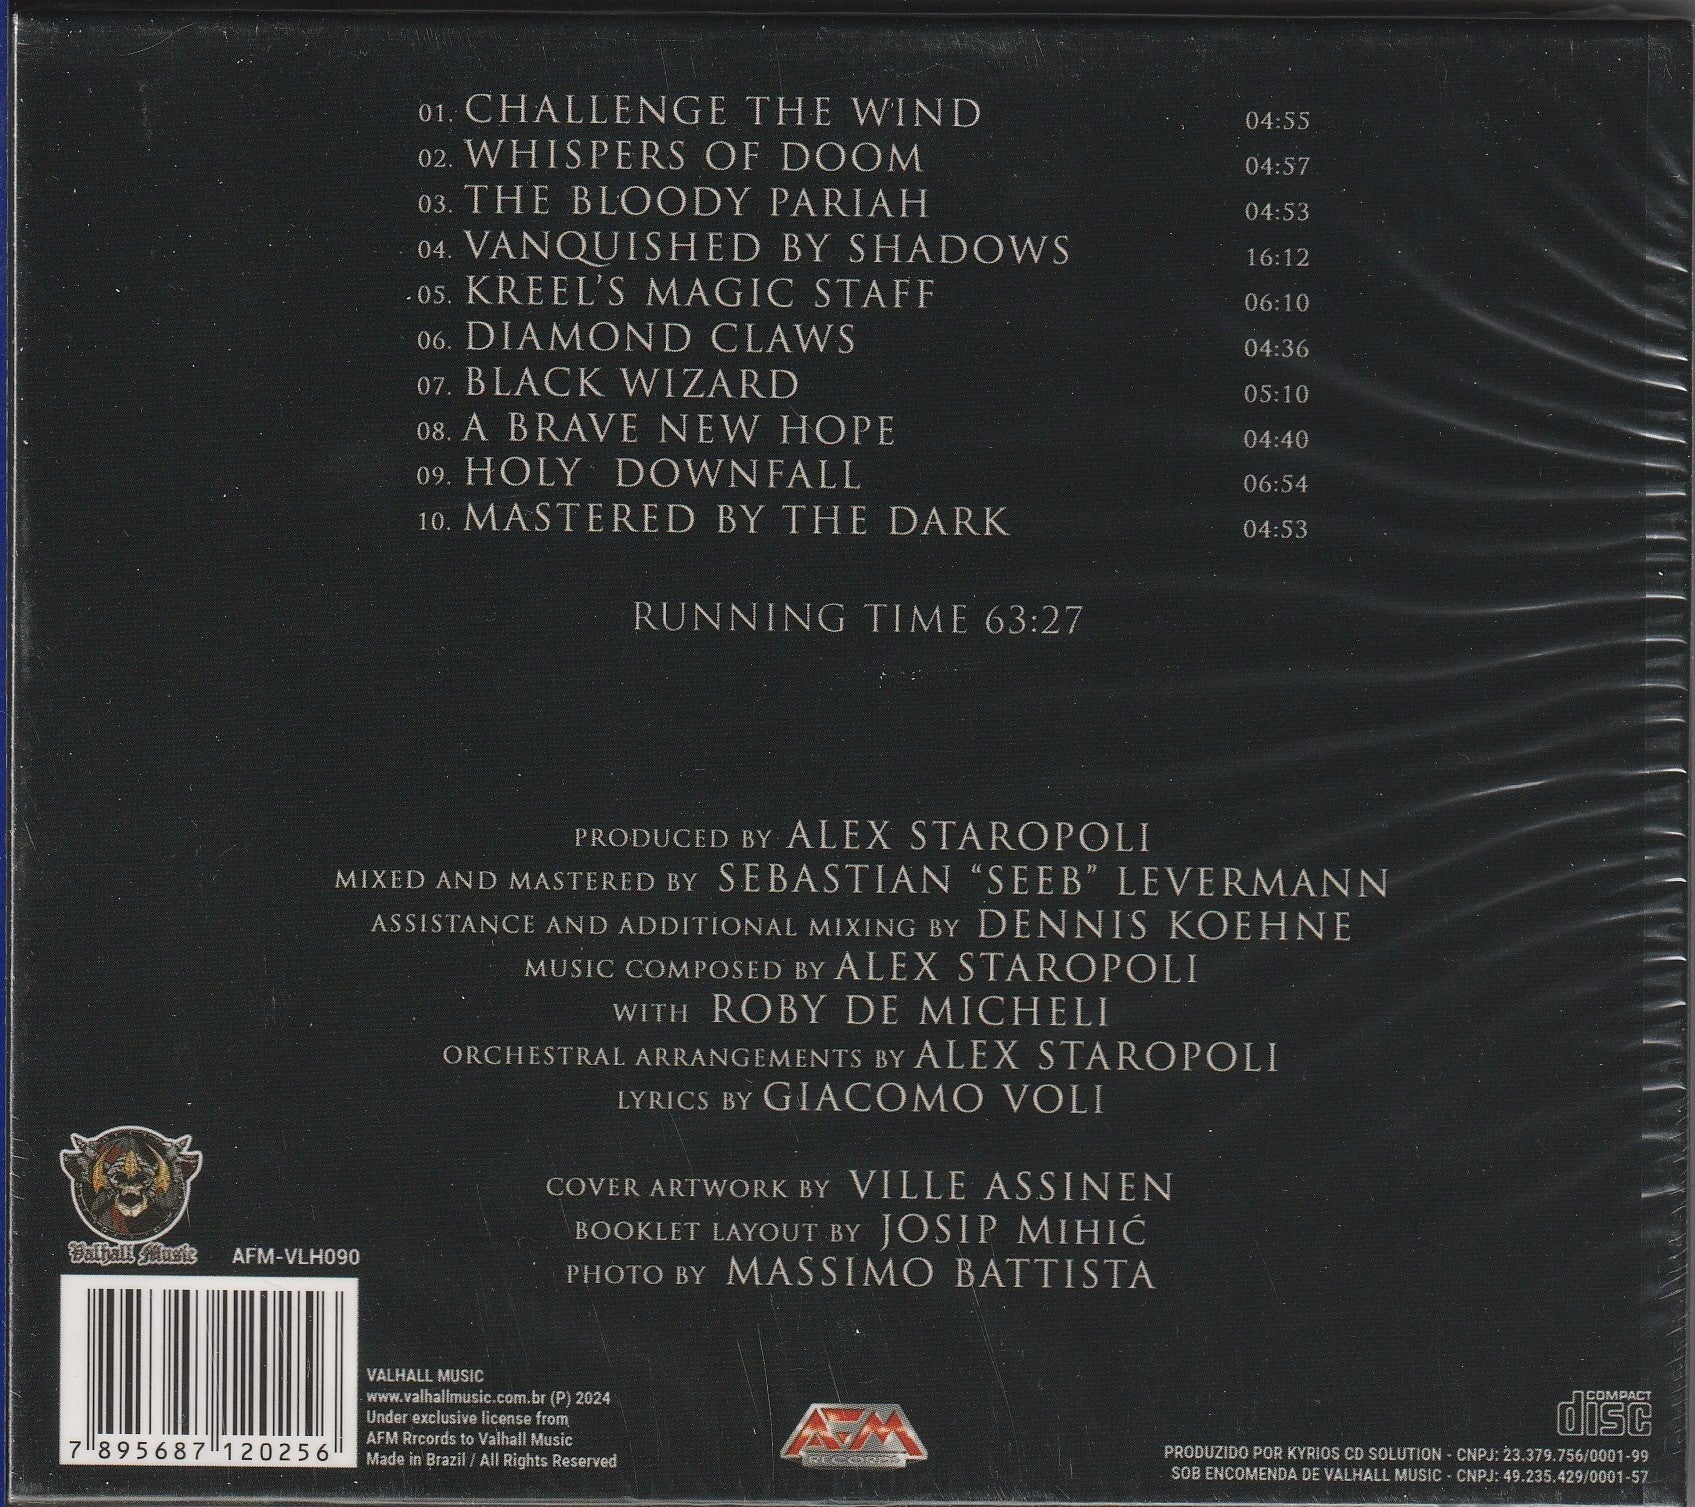 01. CHALLENGE THE WIND 04:55
02. WHISPERS OF DOOM 04:57
03. THE BLOODY PARIAH 04:53
04. VANQUISHED BY SHADOWS 16:12
05. KREEL'S MAGIC STAFF 06:10
06. DIAMOND CLAWS 04:36
07. BLACK WIZARD 05:10
08. A BRAVE NEW HOPE 04:40
09. HOLY DOWNFALL 06:54
10. MASTERED BY THE DARK 04:53
RUNNING TIME 63:27
PRODUCED BY ALEX STAROPOLI
MIXED AND MASTERED BY SEBASTIAN “SEEB” LEVERMANN
ASSISTANCE AND ADDITIONAL MIXING BY DENNIS KOEHNE
MUSIC COMPOSED BY ALEX STAROPOLI
WITH ROBY DE MICHELI
ORCHESTRAL ARRANGEMENTS BY ALEX STAROPOLI
LYRICS BY GIACOMO VOLI
COVER ARTWORK BY VILLE ASSINEN
BOOKLET LAYOUT BY JOSIP MIHIĆ
PHOTO BY MASSIMO BATTISTA
Valhall Music
AFM-VLH090
7 895687 120256
VALHALL MUSIC
www.valhallmusic.com.br (P) 2024
Under exclusive license from
AFM Rrcords to Valhall Music
Made in Brazil / All Rights Reserved
AFM
RECORDS
COMPACT
disc
PRODUZIDO POR KYRIOS CD SOLUTION - CNPJ: 23.379.756/0001-99
SOB ENCOMENDA DE VALHALL MUSIC - CNPJ: 49.235.429/0001-57